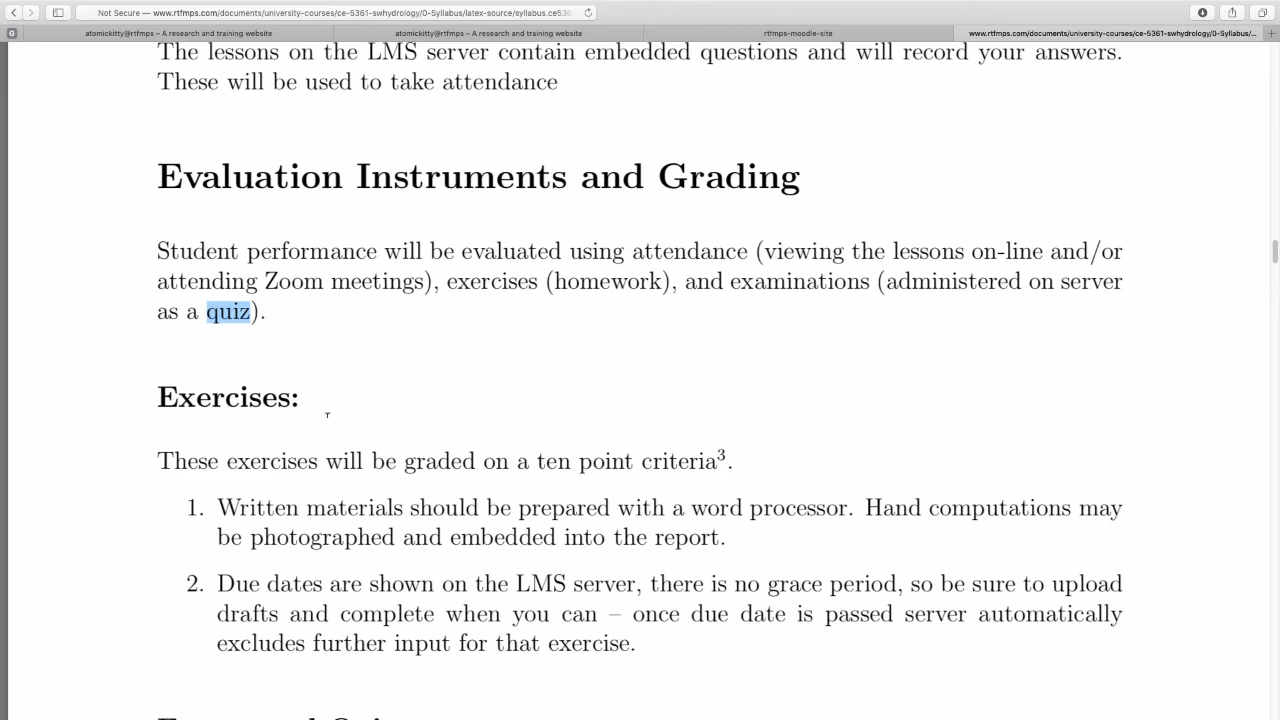 Not Secure — www.rtfmps.com/documents/university-courses/ce-5361-swhydrology/0-Syllabus/latex-source/syllabus.ce53
G
atomickitty@rtfmps – A research and training website
atomickitty@rtfmps – A research and training website
rtfmps-moodle-site
www.rtfmps.com/documents/university-courses/ce-5361-swhydrology/0-Syllabus/...
The lessons on the LMS server contain embedded questions and will record your answers.
These will be used to take attendance
Evaluation Instruments and Grading
Student performance will be evaluated using attendance (viewing the lessons on-line and/or
attending Zoom meetings), exercises (homework), and examinations (administered on server
as a quiz).
Exercises:
These exercises will be graded on a ten point criteria³.
1. Written materials should be prepared with a word processor. Hand computations may
be photographed and embedded into the report.
2. Due dates are shown on the LMS server, there is no grace period, so be sure to upload
drafts and complete when you can – once due date is passed server automatically
excludes further input for that exercise.